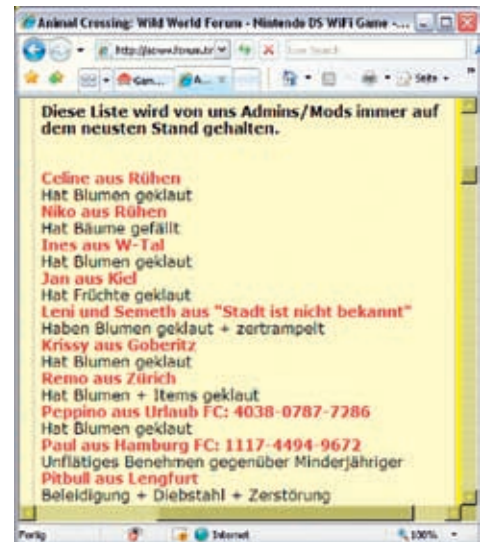 Animal Crossing: Wild World Forum - Nintendo DS WiFi Game - ...
Gam...
A...
Seite
Diese Liste wird von uns Admins/Mods immer auf
dem neusten Stand gehalten.
Celine aus Rühen
Hat Blumen geklaut
Niko aus Rühen
Hat Bäume gefällt
Ines aus W-Tal
Hat Blumen geklaut
Jan aus Kiel
Hat Früchte geklaut
Leni und Semeth aus "Stadt ist nicht bekannt"
Haben Blumen geklaut + zertrampelt
Krissy aus Goberitz
Hat Blumen geklaut
Remo aus Zürich
Hat Blumen + Items geklaut
Peppino aus Urlaub FC: 4038-0787-7286
Hat Blumen geklaut
Paul aus Hamburg FC: 1117-4494-9672
Unflätiges Benehmen gegenüber Minderjähriger
Pitbull aus Lengfurt
Beleidigung + Diebstahl + Zerstörung
Fertig Internet 100%